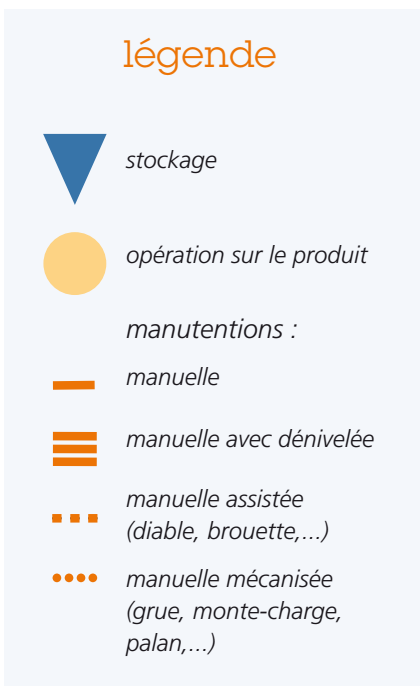 légende
stockage
opération sur le produit
manutentions :
manuelle
manuelle avec dénivelée
manuelle assistée
(diable, brouette,...)
manuelle mécanisée
(grue, monte-charge,
palan,...)